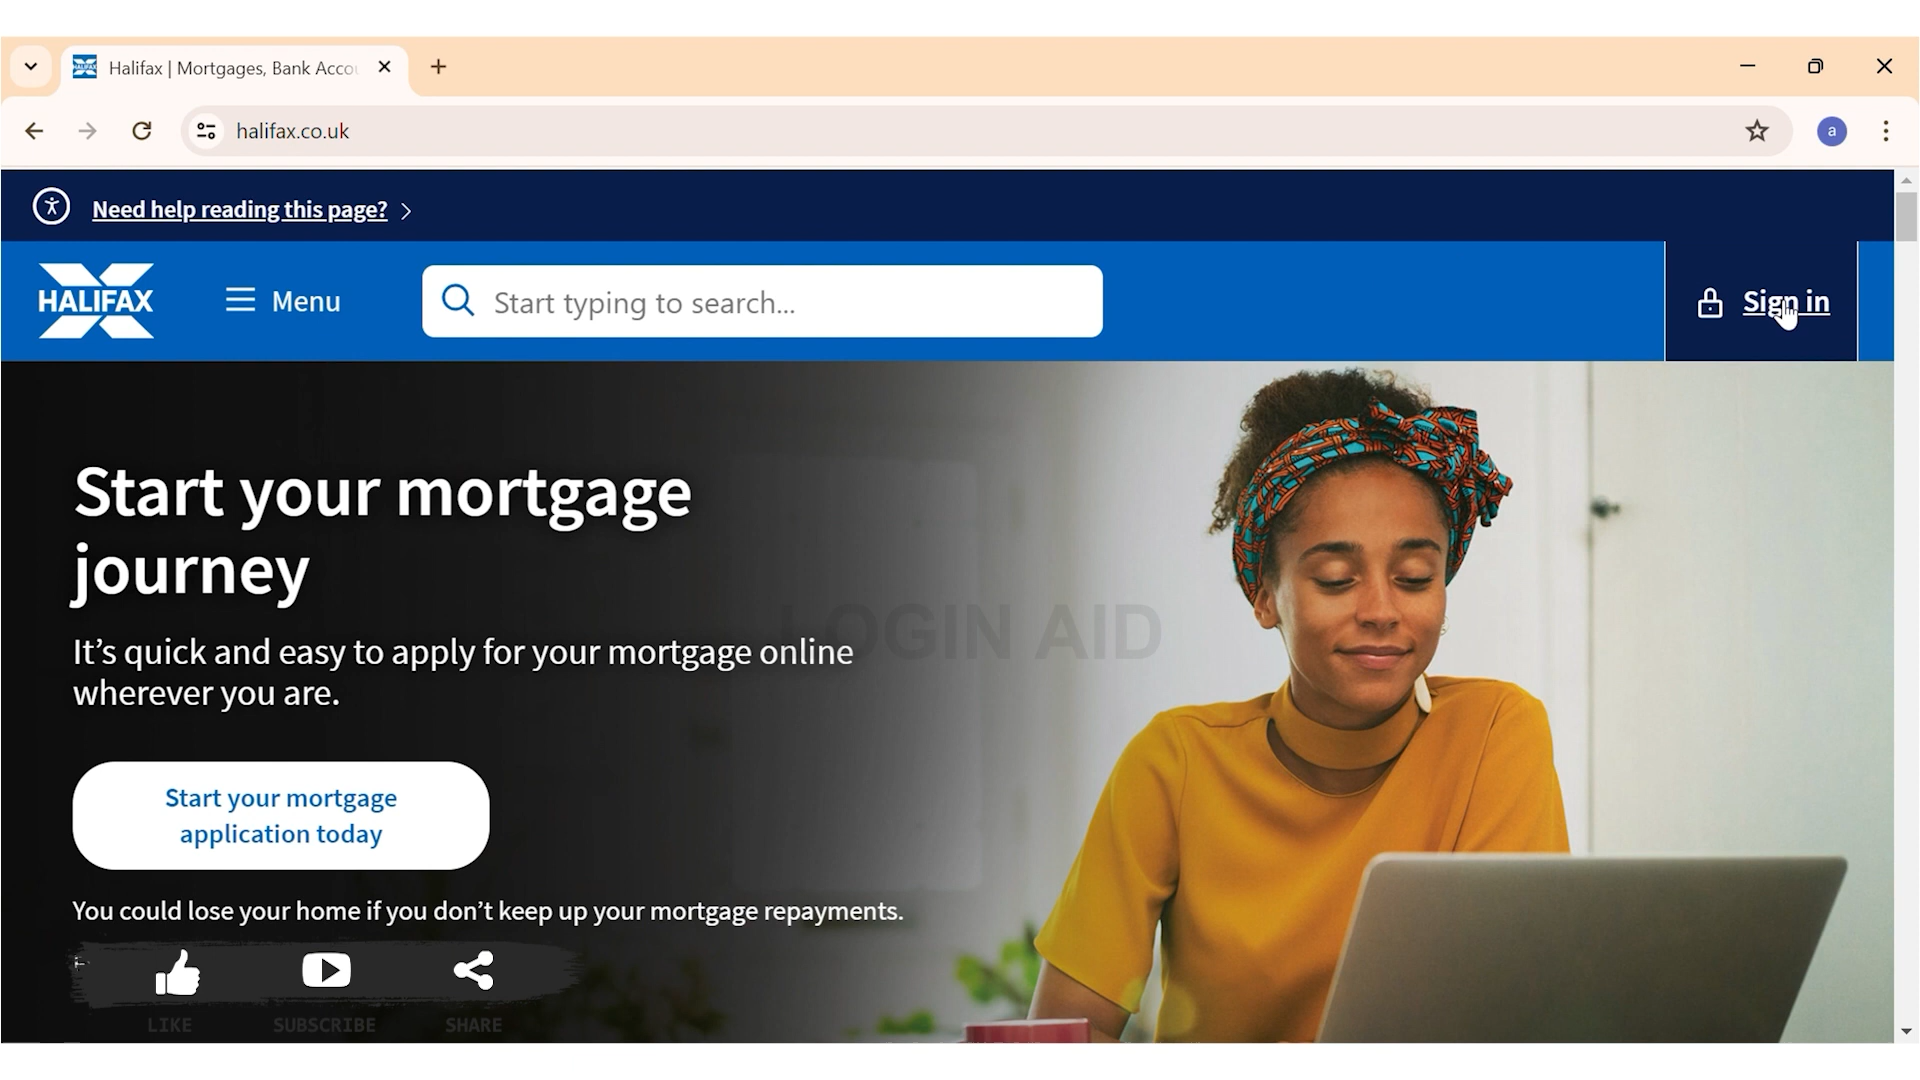 Halifax | Mortgages, Bank Acco
halifax.co.uk
a
Need help reading this page?
HALIFAX
Menu
Start typing to search...
Sign in
Start your mortgage
journey
LOGIN AID
It's quick and easy to apply for your mortgage online
wherever you are.
Start your mortgage
application today
You could lose your home if you don't keep up your mortgage repayments.
LIKE SUBSCRIBE SHARE